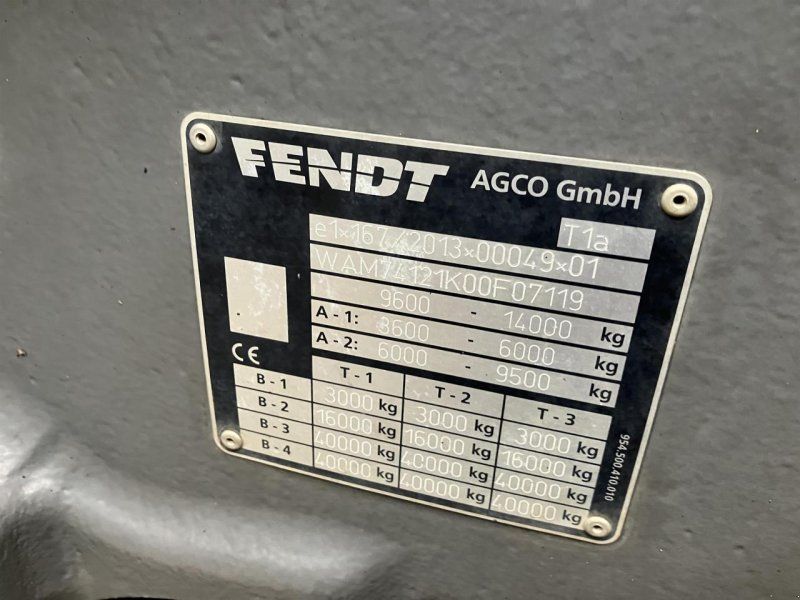 FENDT AGCO GmbH
T1a
e1*167/2013*00049*01
WAM74121K00F07119
9600 - 14000 kg
A - 1: 3600 - 6000 kg
A - 2: 6000 - 9500 kg
CE
T - 1 T - 2 T - 3
B - 1 3000 kg 3000 kg 3000 kg
B - 2 16000 kg 16000 kg 16000 kg
B - 3 40000 kg 40000 kg 40000 kg
B - 4 40000 kg 40000 kg 40000 kg
954.500.410.010